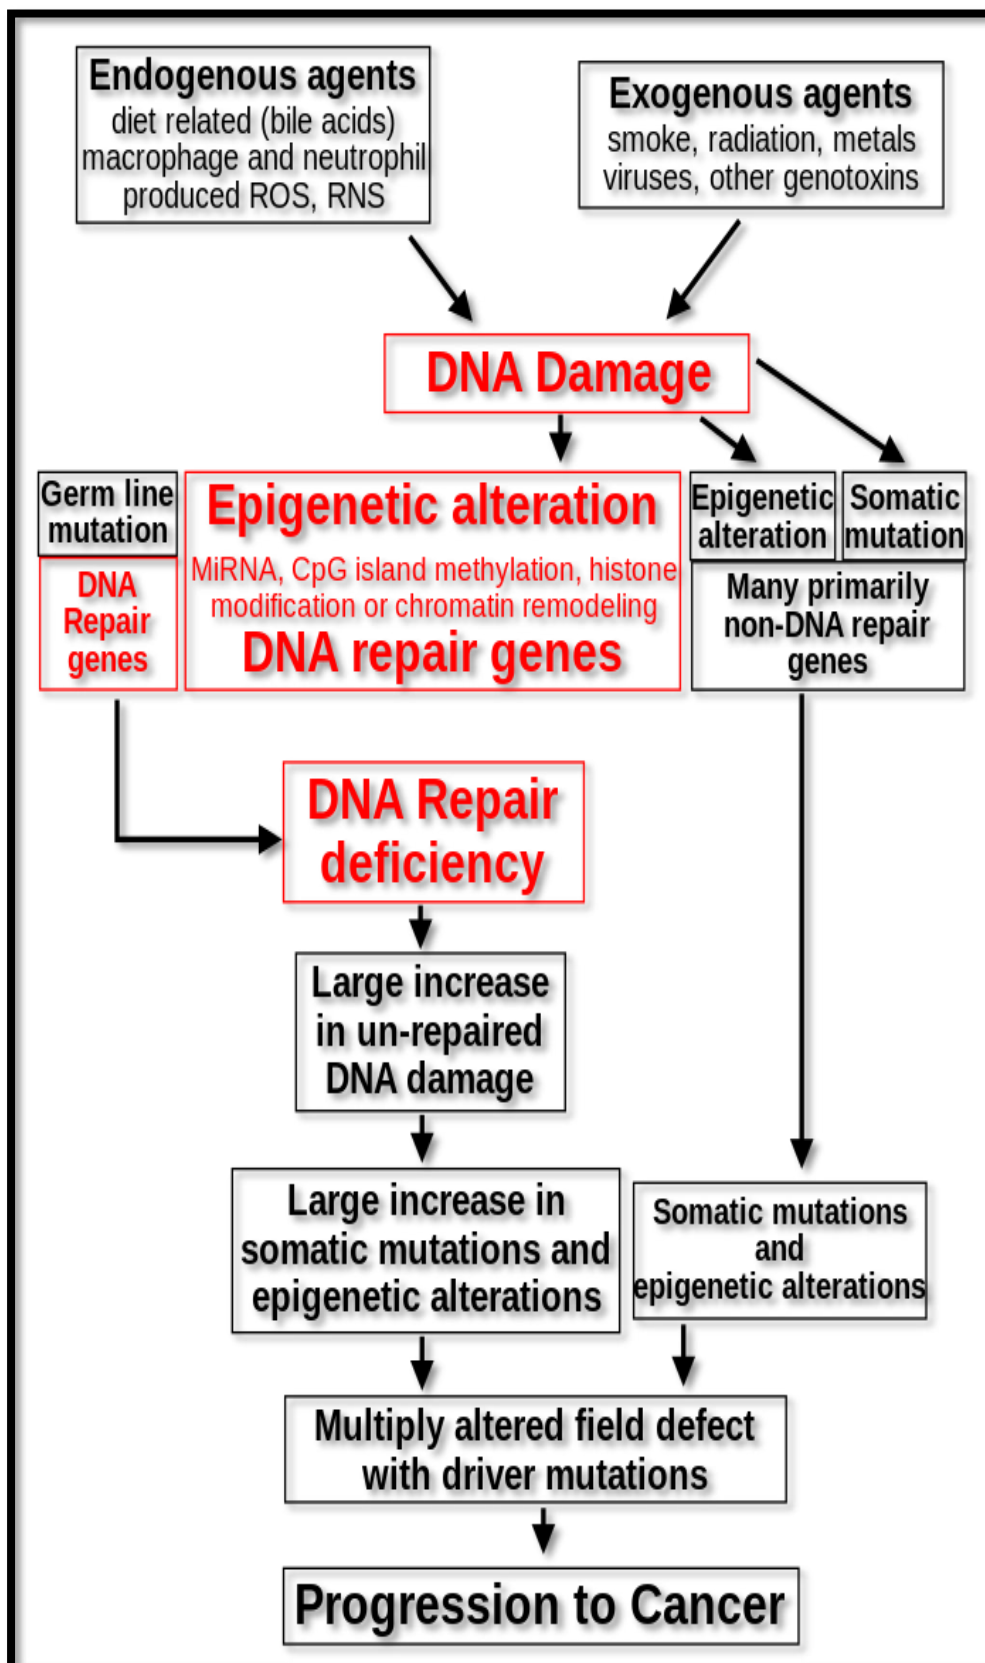 Endogenous agents
diet related (bile acids)
macrophage and neutrophil
produced ROS, RNS
Exogenous agents
smoke, radiation, metals
viruses, other genotoxins
DNA Damage
Germ line
mutation
DNA
Repair
genes
Epigenetic alteration
MiRNA, CpG island methylation, histone
modification or chromatin remodeling
DNA repair genes
Epigenetic
alteration
Somatic
mutation
Many primarily
non-DNA repair
genes
DNA Repair
deficiency
Large increase
in un-repaired
DNA damage
Large increase in
somatic mutations and
epigenetic alterations
Somatic mutations
and
epigenetic alterations
Multiply altered field defect
with driver mutations
Progression to Cancer